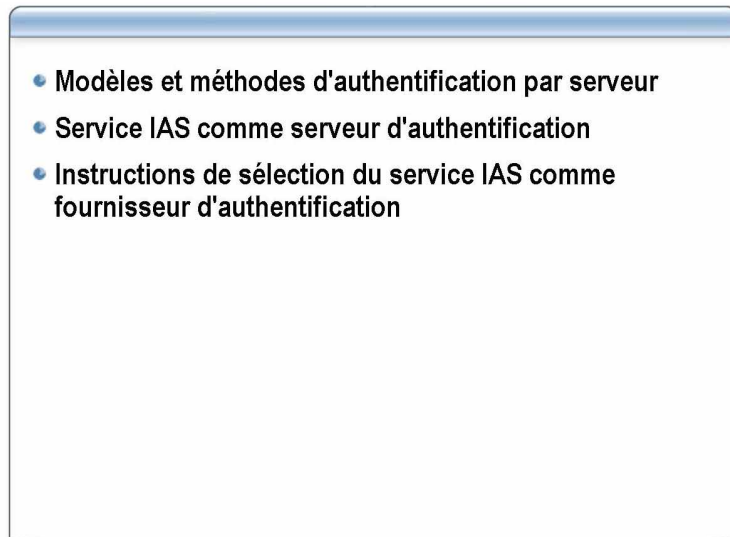 Modèles et méthodes d'authentification par serveur
Service IAS comme serveur d'authentification
Instructions de sélection du service IAS comme
fournisseur d'authentification